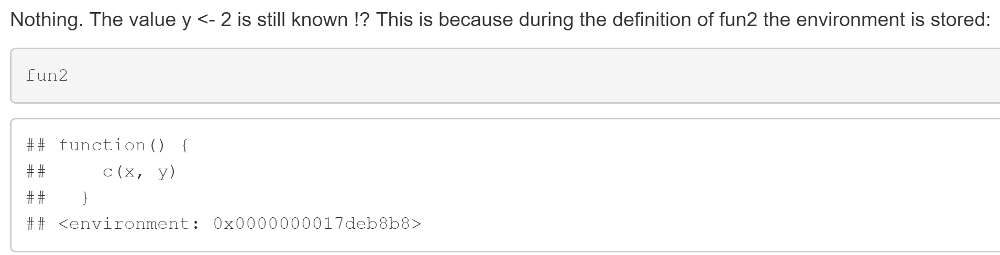 Nothing. The value y <- 2 is still known !? This is because during the definition of fun2 the environment is stored:
fun2
## function() {
##     c(x, y)
##   }
## <environment: 0x0000000017deb8b8>